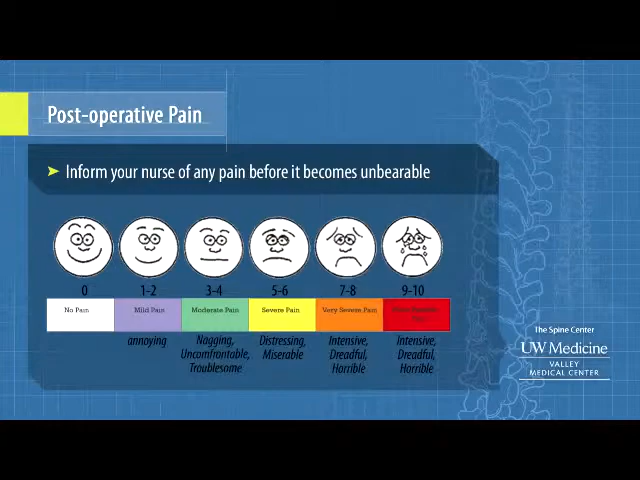 Post-operative Pain
➤ Inform your nurse of any pain before it becomes unbearable
0 1-2 3-4 5-6 7-8 9-10
No Pain Mild Pain Moderate Pain Severe Pain Very Severe Pain
annoying Nagging, Distressing, Intensive, Intensive,
Uncomfrontable, Miserable Dreadful, Dreadful,
Troublesome Horrible Horrible
The Spine Center
UW Medicine
VALLEY
MEDICAL CENTER